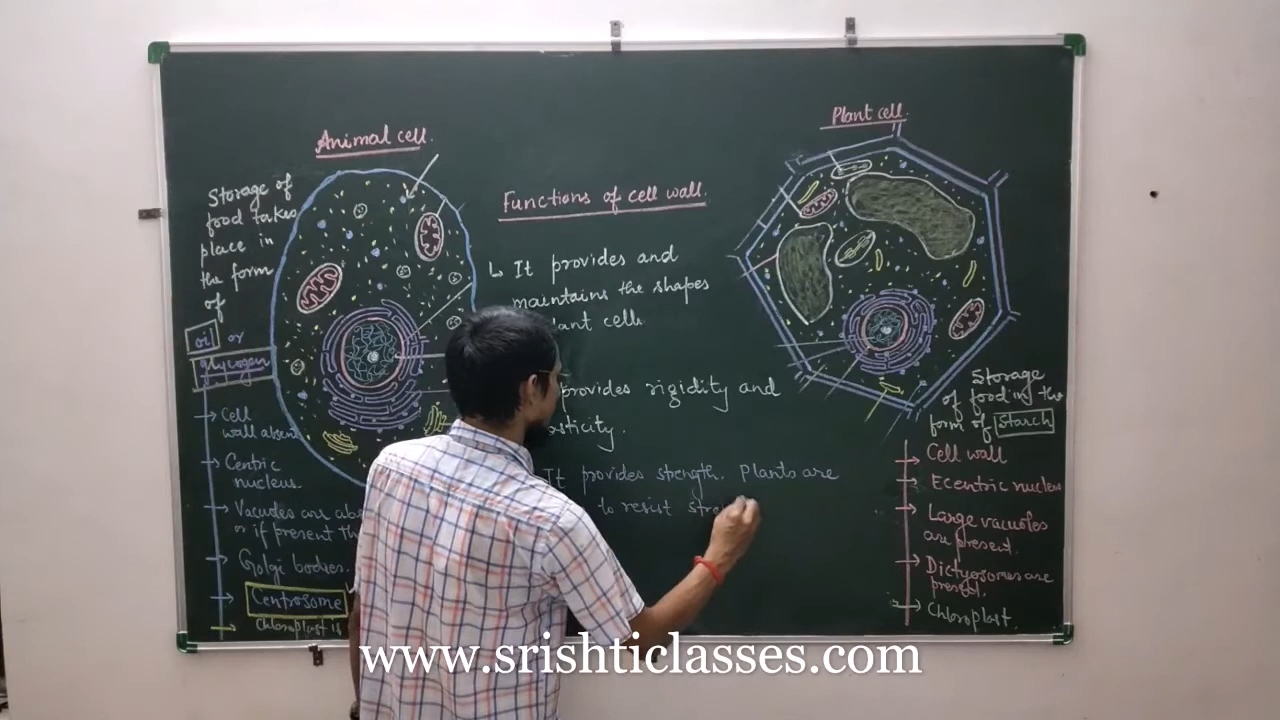 Animal cell.
Storage of
food takes
place in
the form
of
oil or
glycogen
Cell
wall absent
Centric
nucleus.
Vacuoles are abs
or if present th
Golgi bodies.
Centrosome
Chloroplast is
Functions of cell wall.
It provides and
maintains the shapes
plant cells
provides rigidity and
asticity.
It provides strength. Plants are
to resist stro
Plant cell.
Storage
of food in the
form of starch
Cell wall
Ecentric nucleus
Large vacuoles
are present.
Dictyosomes are
present.
Chloroplast.
www.srishticlasses.com